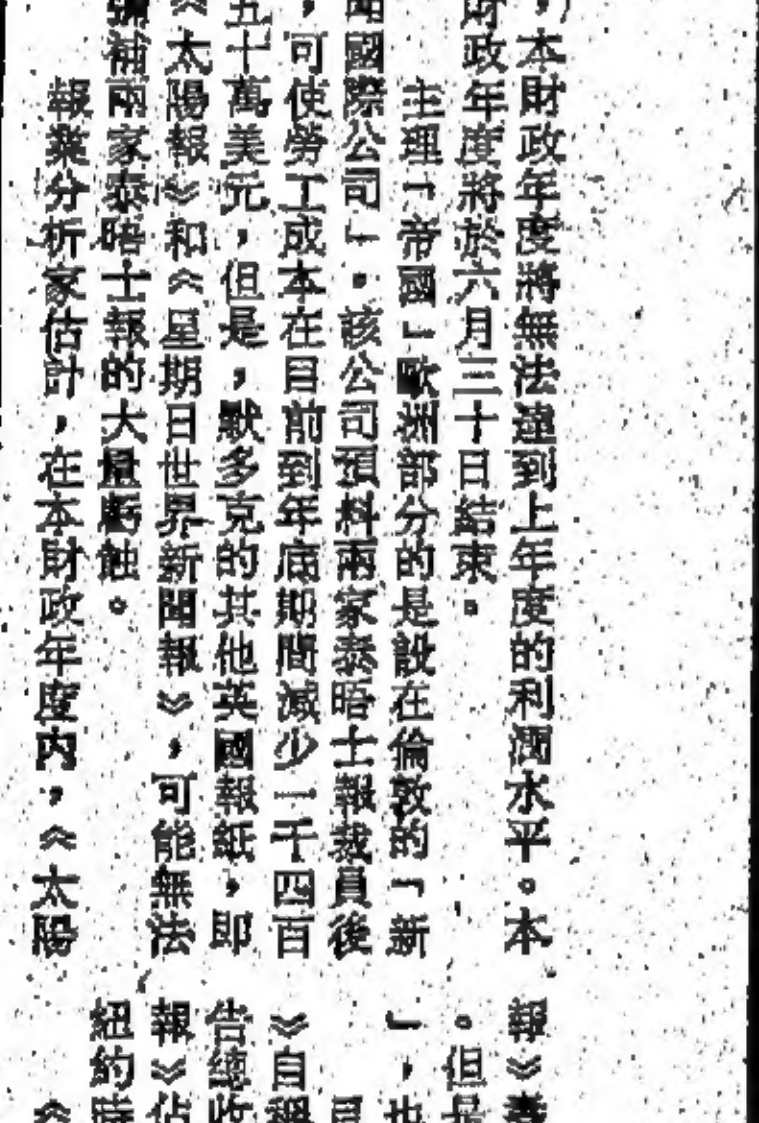 ，本財政年度將無法達到上年度的利潤水平。本
財政年度將於六月三十日結束。
主理「帝國」歐洲部分的是設在倫敦的「新
聞國際公司」。該公司預料兩家泰晤士報裁員後
，可使勞工成本在目前到年底期間減少一千四百
五十萬美元，但是，默多克的其他英國報紙，即
《太陽報》和《星期日世界新聞報》，可能無法
彌補兩家泰晤士報的大量虧蝕。
報業分析家估計，在本財政年度內，《太陽
報》
。但是
」，也
》自稱
告總收
報》佔
紐約時
《